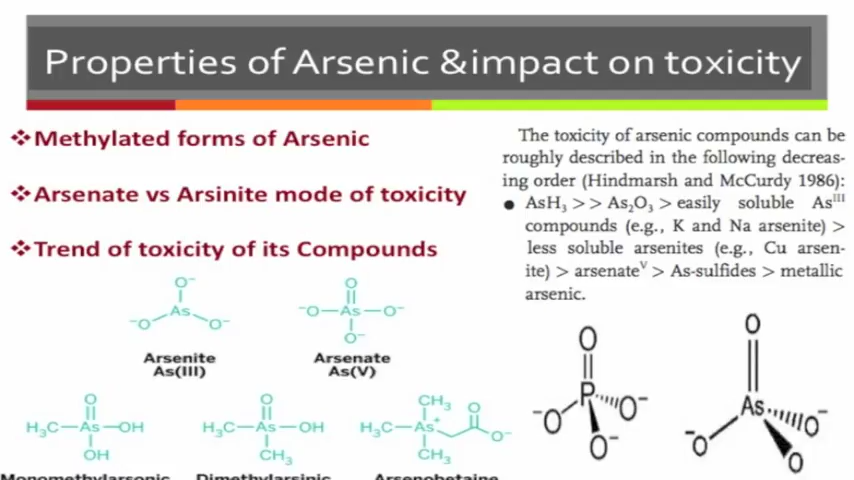 Properties of Arsenic &impact on toxicity
❖Methylated forms of Arsenic
❖Arsenate vs Arsinite mode of toxicity
❖Trend of toxicity of its Compounds
The toxicity of arsenic compounds can be
roughly described in the following decreas-
ing order (Hindmarsh and McCurdy 1986):
● AsH₃ >> As₂O₃ > easily soluble Asᴵᴵᴵ
compounds (e.g., K and Na arsenite) >
less soluble arsenites (e.g., Cu arsen-
ite) > arsenateⱽ > As-sulfides > metallic
arsenic.
O⁻
As
⁻O O⁻
Arsenite
As(III)
O
⁻O—As—O⁻
O⁻
Arsenate
As(V)
O
H₃C—As—OH
OH
Monomethylarsonic
O
H₃C—As—OH
CH₃
Dimethylarsinic
CH₃ O
H₃C—As⁺ O⁻
CH₃
Arsenobetaine
O
P
⁻O O⁻
O⁻
O
As
⁻O O⁻
O⁻